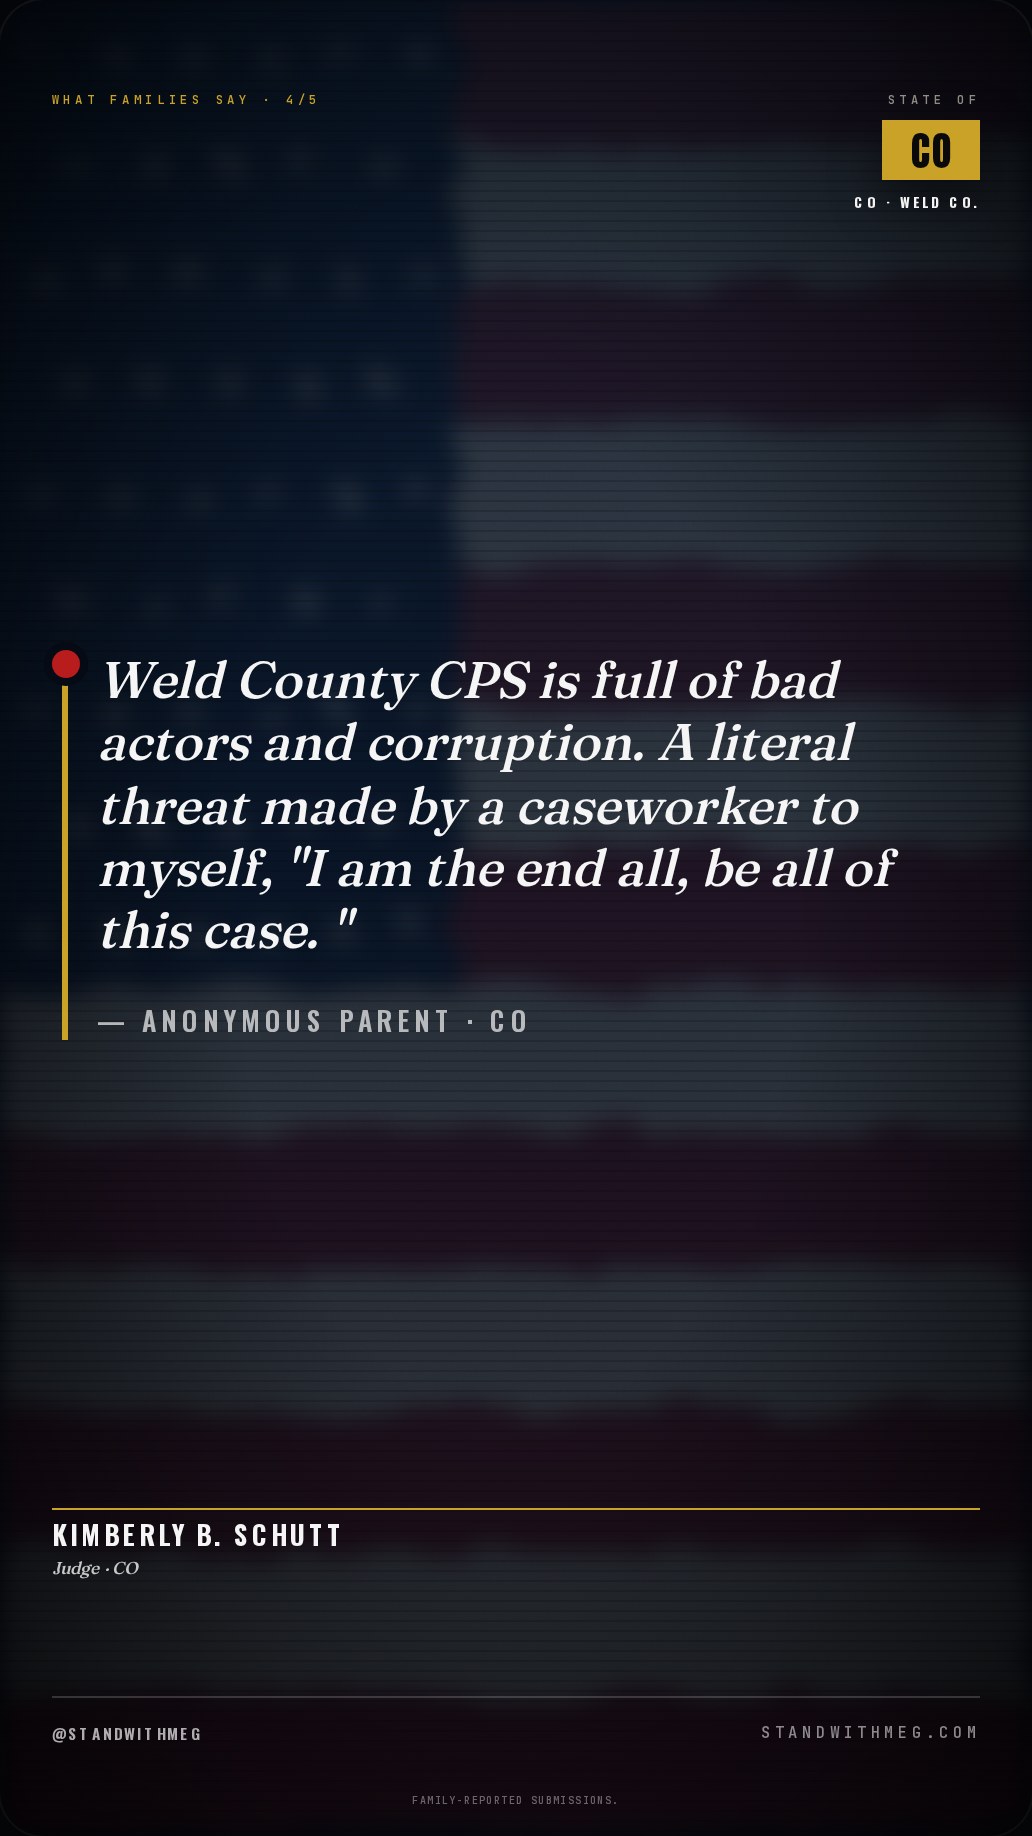 WHAT FAMILIES SAY · 4/5
STATE OF
CO
CO · WELD CO.
Weld County CPS is full of bad
actors and corruption. A literal
threat made by a caseworker to
myself, "I am the end all, be all of
this case. "
— ANONYMOUS PARENT · CO
KIMBERLY B. SCHUTT
Judge · CO
@STANDWITHMEG
STANDWITHMEG.COM
FAMILY-REPORTED SUBMISSIONS.